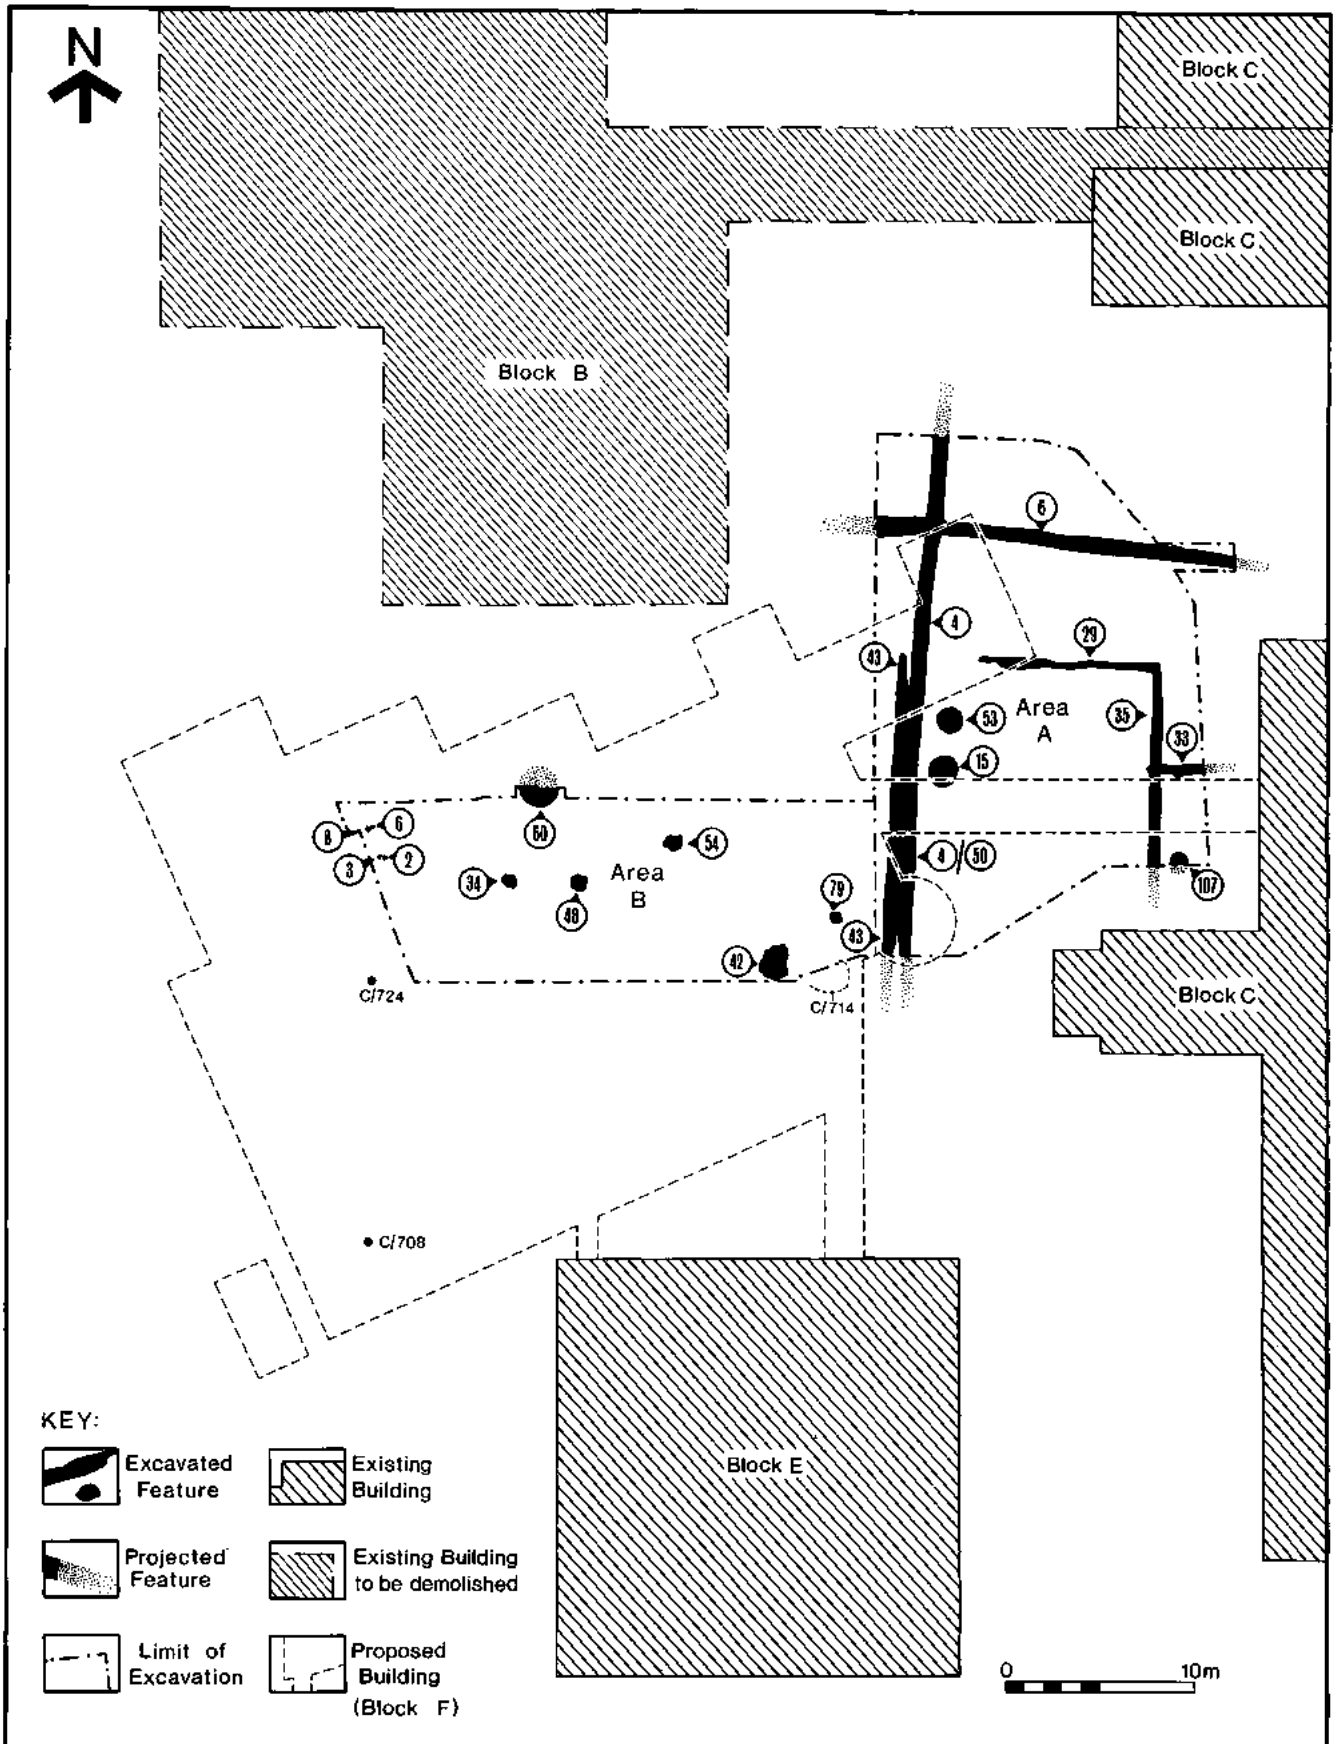 N
Block C
Block C
Block B
6
4
29
43
53
Area
A
35
33
15
8
6
60
54
3
2
4/50
34
Area
B
48
79
107
43
42
C/724
C/714
Block C
C/708
Block E
KEY:
Excavated
Feature
Existing
Building
Projected
Feature
Existing Building
to be demolished
Limit of
Excavation
Proposed
Building
(Block F)
0 10m